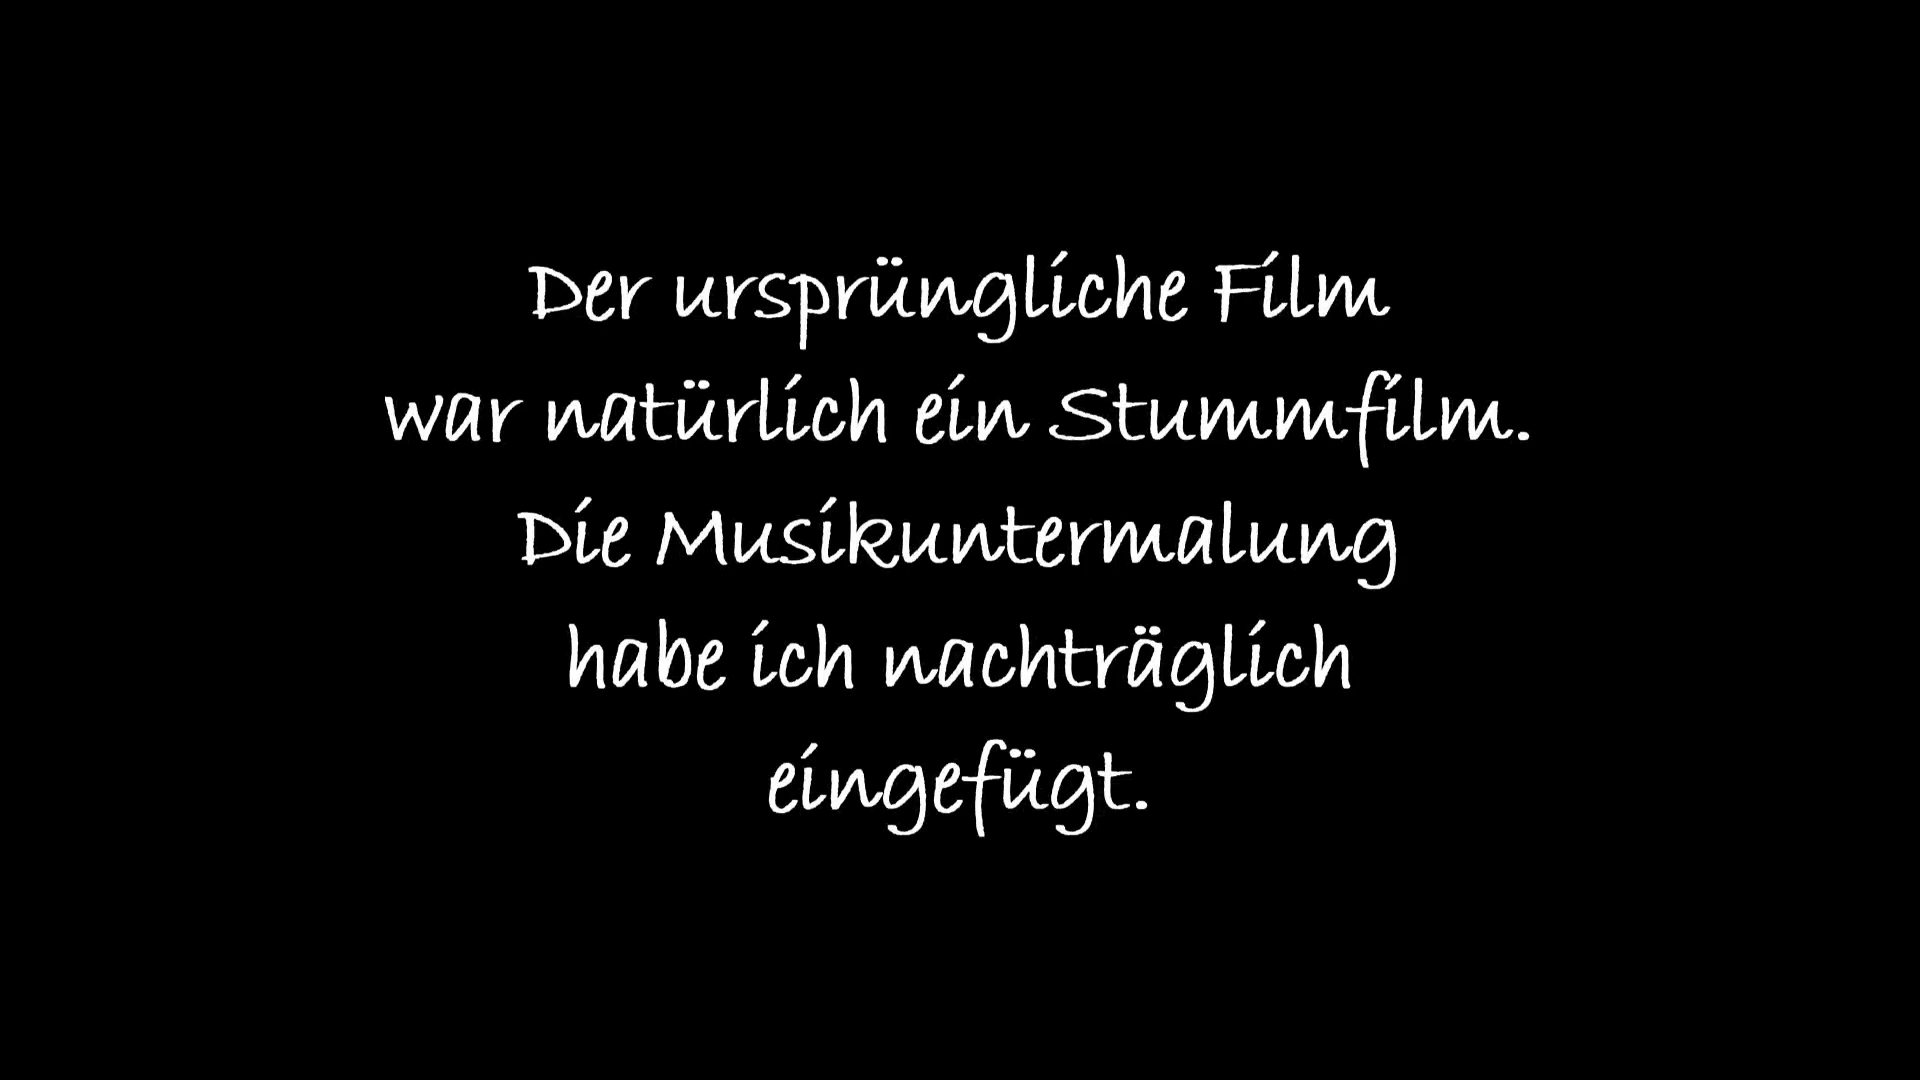 Der ursprüngliche Film
war natürlich ein Stummfilm.
Die Musikuntermalung
habe ich nachträglich
eingefügt.